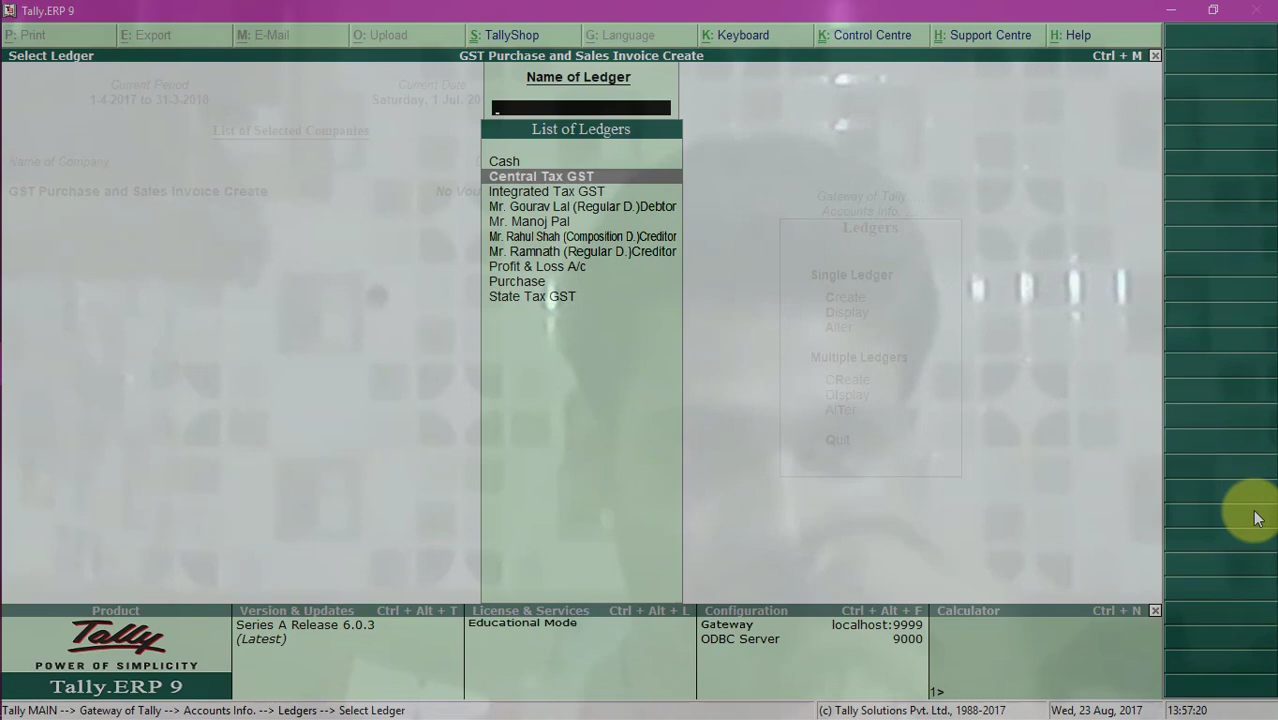 Tally.ERP 9
P: Print
E: Export
M: E-Mail
O: Upload
S: TallyShop
G: Language
K: Keyboard
K: Control Centre
H: Support Centre
H: Help
Select Ledger
GST Purchase and Sales Invoice Create
Ctrl + M
Current Period
1-4-2017 to 31-3-2018
Current Date
Saturday, 1 Jul, 20
List of Selected Companies
Name of Company
GST Purchase and Sales Invoice Create
No Vou
Name of Ledger
List of Ledgers
Cash
Central Tax GST
Integrated Tax GST
Mr. Gourav Lal (Regular D.)Debtor
Mr. Manoj Pal
Mr. Rahul Shah (Composition D.)Creditor
Mr. Ramnath (Regular D.)Creditor
Profit & Loss A/c
Purchase
State Tax GST
Gateway of Tally ...
Accounts Info. ...
Ledgers
Single Ledger
Create
Display
Alter
Multiple Ledgers
CReate
DIsplay
AlTer
Quit
Product
Tally
POWER OF SIMPLICITY
Tally.ERP 9
Version & Updates Ctrl + Alt + T
Series A Release 6.0.3
(Latest)
License & Services Ctrl + Alt + L
Educational Mode
Configuration Ctrl + Alt + F
Gateway localhost:9999
ODBC Server 9000
Calculator Ctrl + N
1>
Tally MAIN --> Gateway of Tally --> Accounts Info. --> Ledgers --> Select Ledger
(c) Tally Solutions Pvt. Ltd., 1988-2017
Wed, 23 Aug, 2017
13:57:20